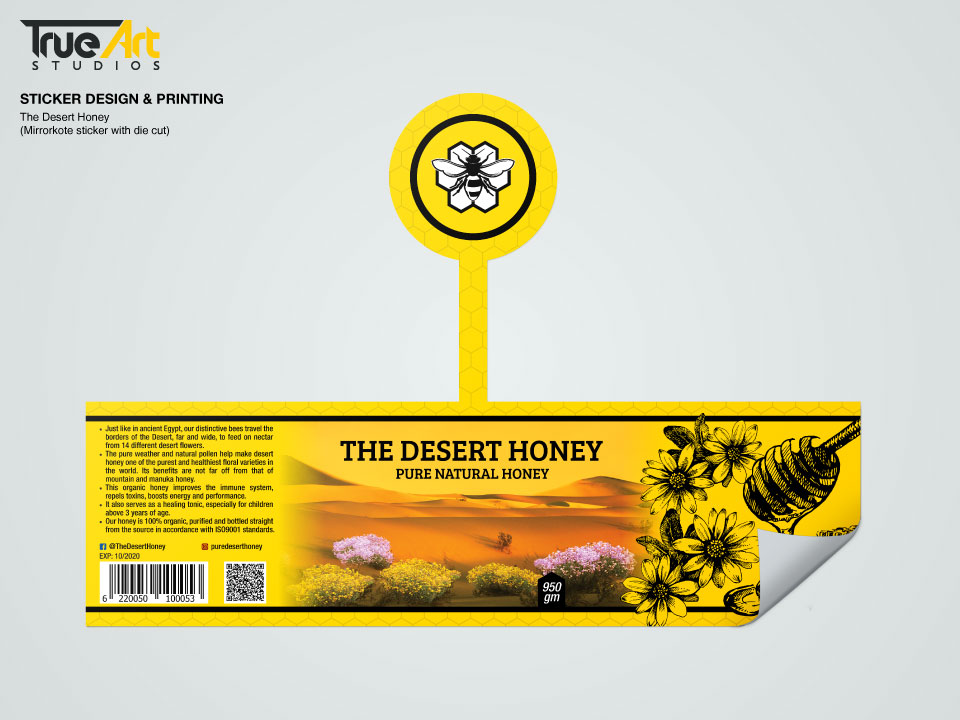 TrueArt
STUDIOS
STICKER DESIGN & PRINTING
The Desert Honey
(Mirrorkote sticker with die cut)
• Just like in ancient Egypt, our distinctive bees travel the
borders of the Desert, far and wide, to feed on nectar
from 14 different desert flowers.
• The pure weather and natural pollen help make desert
honey one of the purest and healthiest floral varieties in
the world. Its benefits are not far off from that of
mountain and manuka honey.
• This organic honey improves the immune system,
repels toxins, boosts energy and performance.
• It also serves as a healing tonic, especially for children
above 3 years of age.
• Our honey is 100% organic, purified and bottled straight
from the source in accordance with ISO9001 standards.
@TheDesertHoney puredeserthoney
EXP: 10/2020
6 220050 100053
THE DESERT HONEY
PURE NATURAL HONEY
950
gm